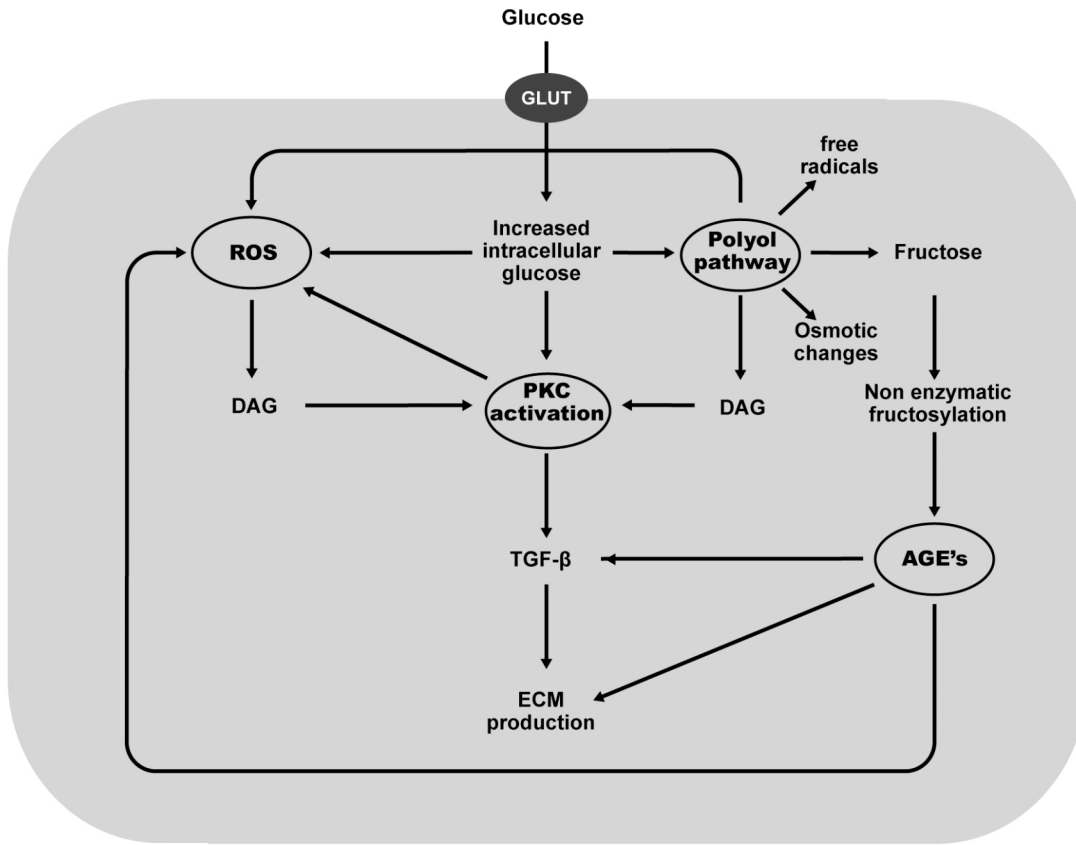 Glucose
GLUT
free
radicals
ROS
Increased
intracellular
glucose
Polyol
pathway
Fructose
Osmotic
changes
DAG
PKC
activation
DAG
Non enzymatic
fructosylation
TGF-β
AGE's
ECM
production